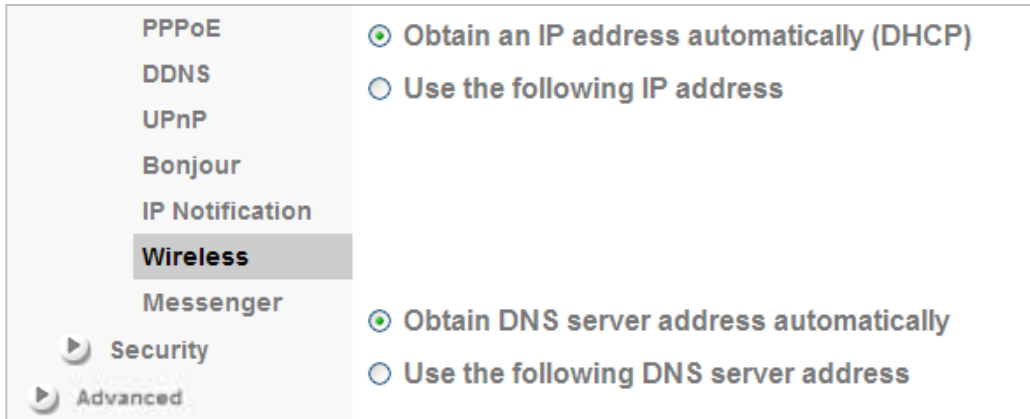 PPPoE
DDNS
UPnP
Bonjour
IP Notification
Wireless
Messenger
Security
Advanced
Obtain an IP address automatically (DHCP)
Use the following IP address
Obtain DNS server address automatically
Use the following DNS server address